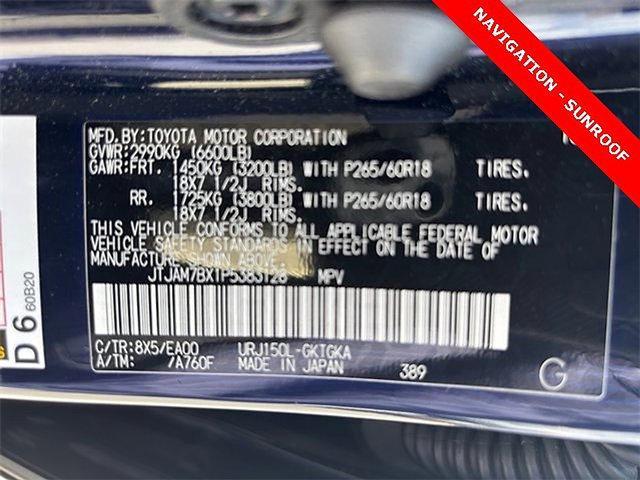 NAVIGATION - SUNROOF
MFD. BY: TOYOTA MOTOR CORPORATION
GVWR: 2990KG (6600LB)
GAWR: FRT. 1450KG (3200LB) WITH P265/60R18 TIRES.
18X7 1/2J RIMS.
RR. 1725KG (3800LB) WITH P265/60R18 TIRES.
18X7 1/2J RIMS.
THIS VEHICLE CONFORMS TO ALL APPLICABLE FEDERAL MOTOR
VEHICLE SAFETY STANDARDS IN EFFECT ON THE DATE OF
MANUFACTURE SHOWN ABOVE.
JTJAM7BX1P5383128 MPV
C/TR: 8X5/EA00 URJ150L-GKTGKA
A/TM: /A760F MADE IN JAPAN 389
G
D 6 60B20